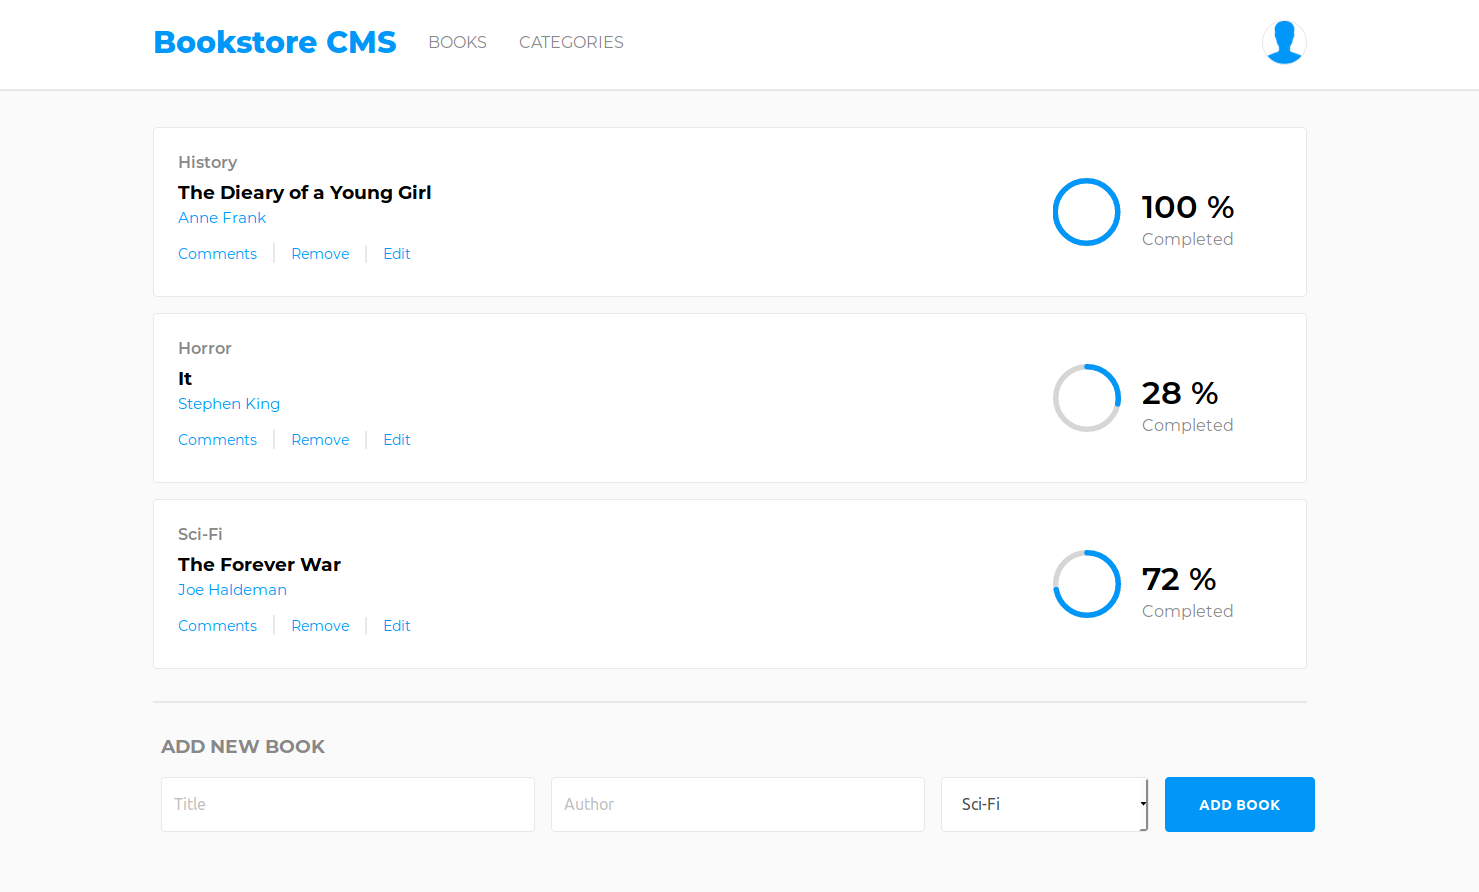 Bookstore CMS BOOKS CATEGORIES
History
The Dieary of a Young Girl
Anne Frank
Comments Remove Edit
100 %
Completed
Horror
It
Stephen King
Comments Remove Edit
28 %
Completed
Sci-Fi
The Forever War
Joe Haldeman
Comments Remove Edit
72 %
Completed
ADD NEW BOOK
Title Author Sci-Fi ADD BOOK